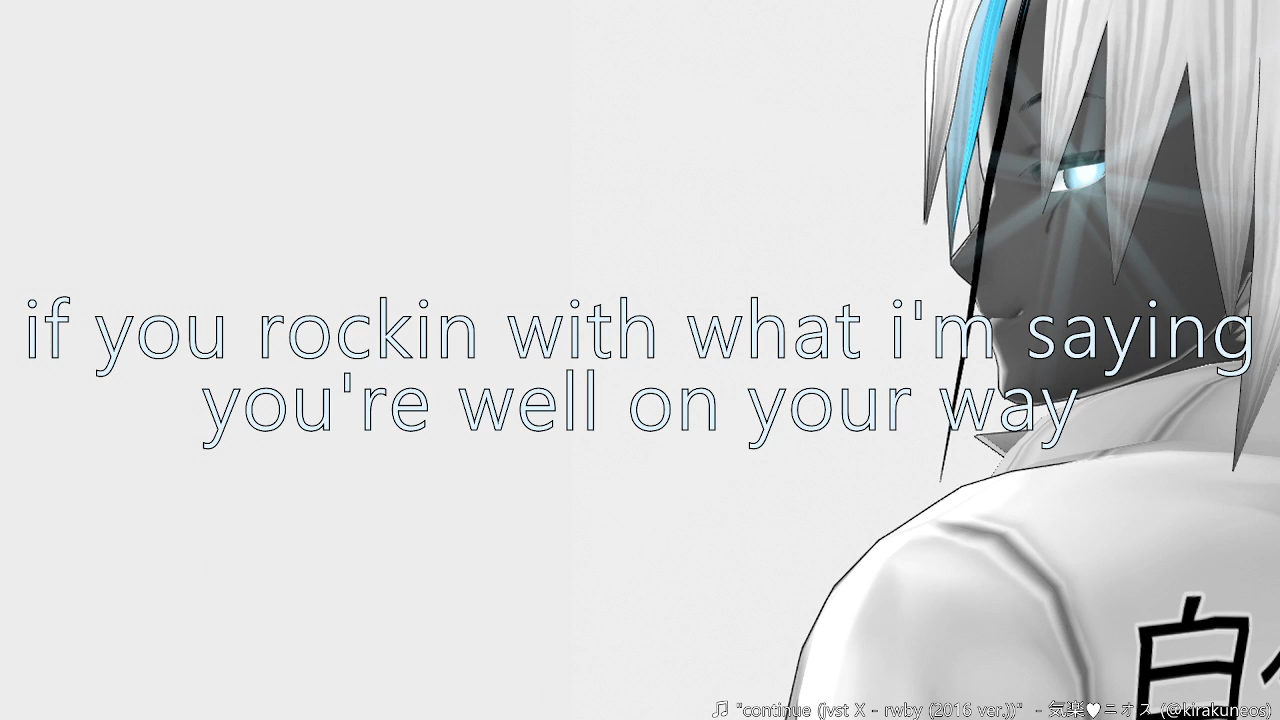 if you rockin with what i'm saying
you're well on your way
白
♫ "continue (jvst X - rwby (2016 ver.))" - 気楽♥ニオス (@kirakuneos)